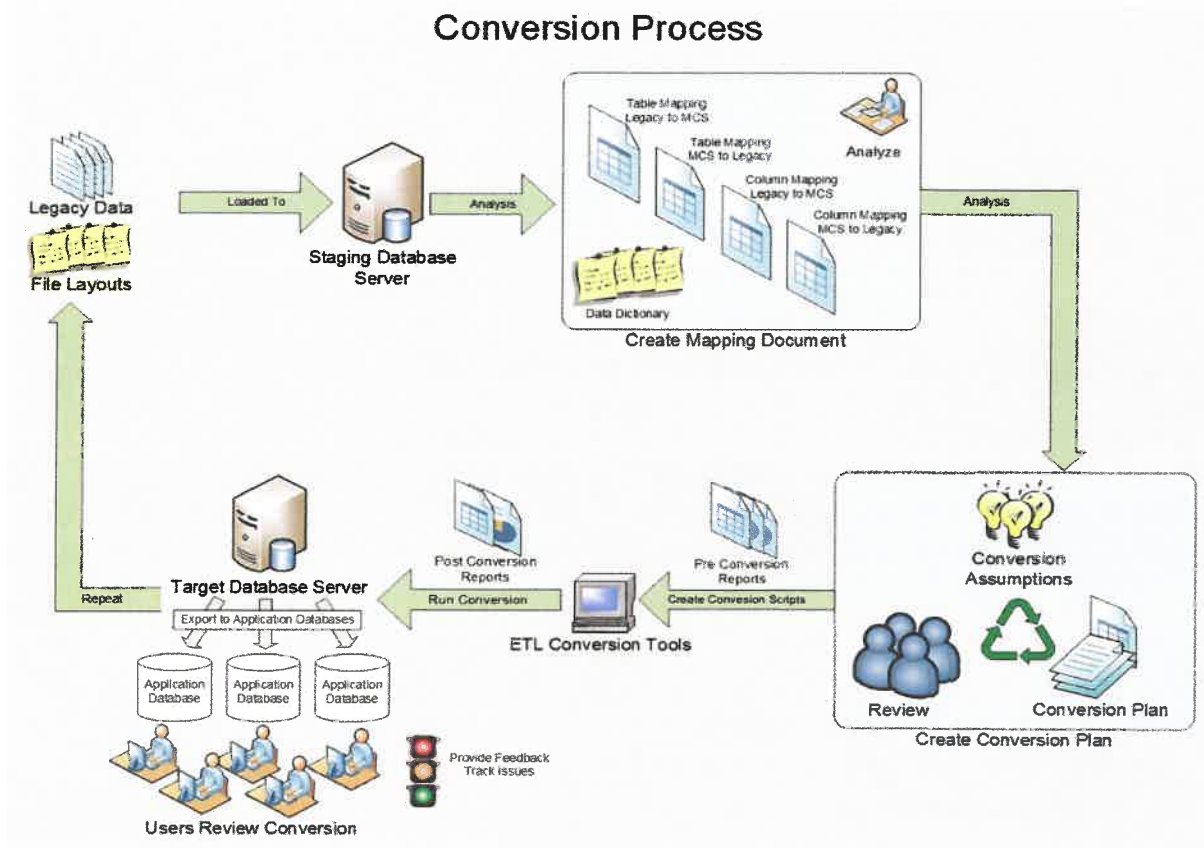 Conversion Process
Table Mapping
Legacy to MCS
Table Mapping
MCS to Legacy
Column Mapping
Legacy to MCS
Column Mapping
MCS to Legacy
Analyze
Data Dictionary
Create Mapping Document
Legacy Data
File Layouts
Loaded To
Staging Database
Server
Analysis
Analysis
Conversion
Assumptions
Review
Conversion Plan
Create Conversion Plan
Pre Conversion
Reports
Create Convesion Scripts
ETL Conversion Tools
Post Conversion
Reports
Run Conversion
Target Database Server
Repeat
Export to Application Databases
Application
Database
Application
Database
Application
Database
Provide Feedback
Track Issues
Users Review Conversion